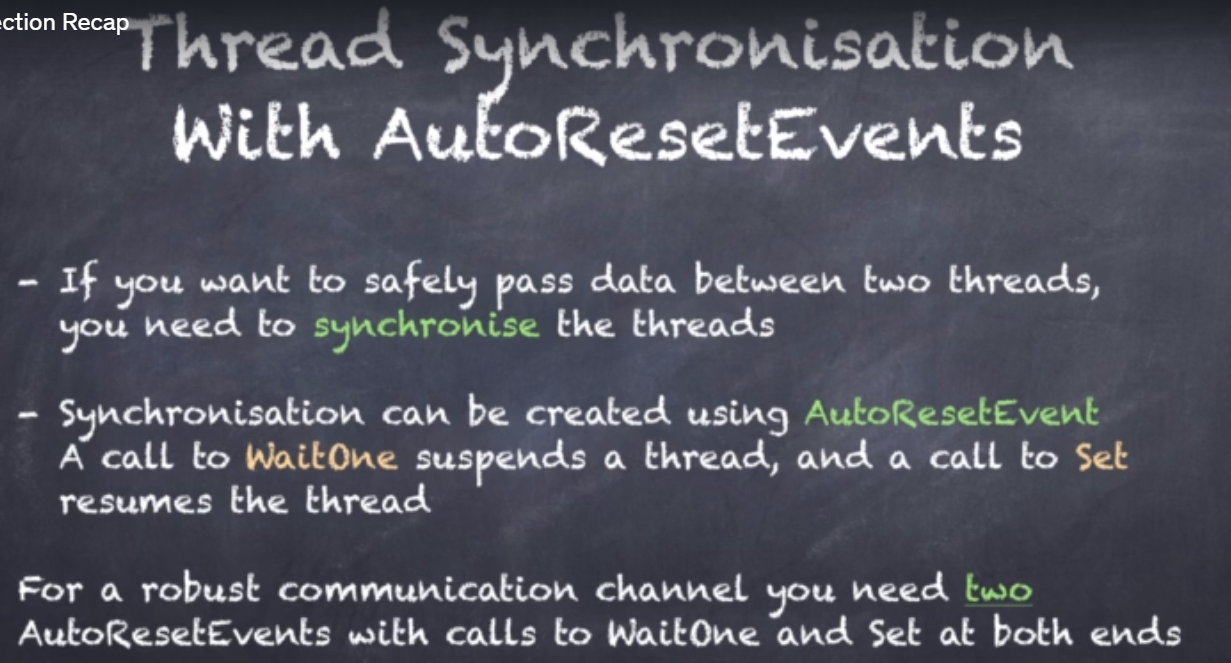 ection Recap
Thread Synchronisation
With AutoResetEvents
- If you want to safely pass data between two threads,
you need to synchronise the threads
- Synchronisation can be created using AutoResetEvent
A call to WaitOne suspends a thread, and a call to Set
resumes the thread
For a robust communication channel you need two
AutoResetEvents with calls to WaitOne and Set at both ends